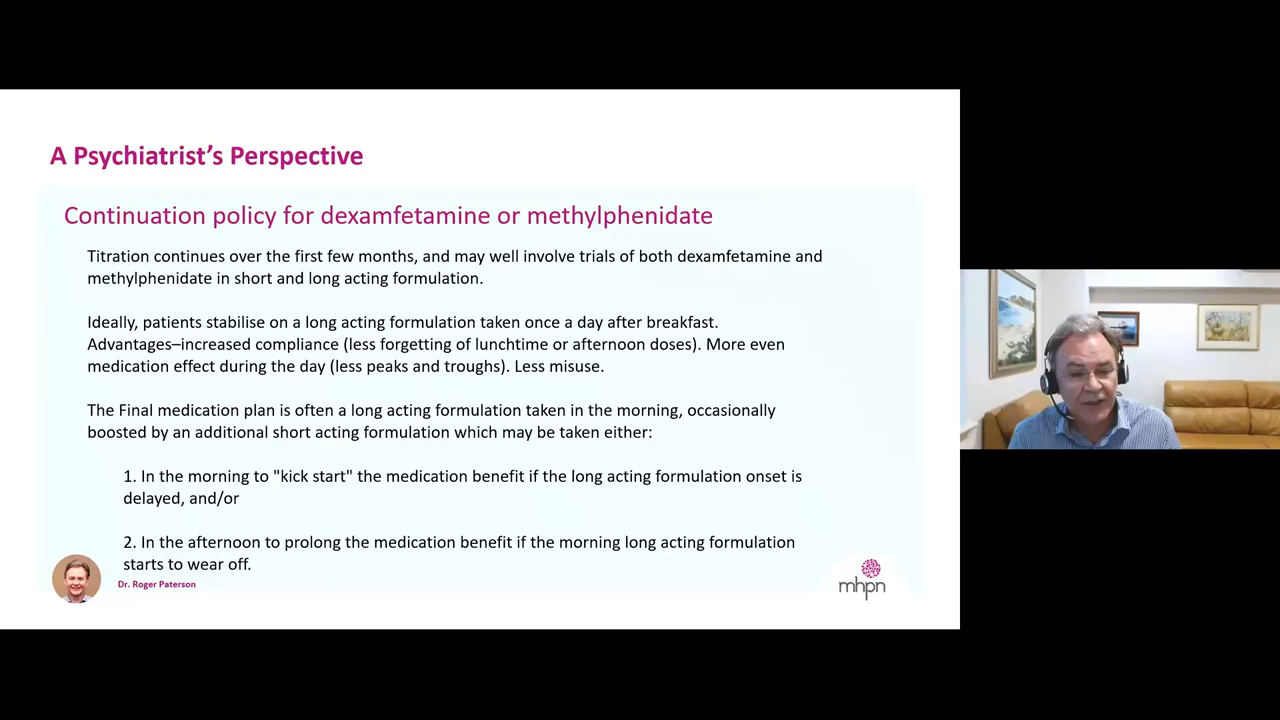 A Psychiatrist’s Perspective
Continuation policy for dexamfetamine or methylphenidate
Titration continues over the first few months, and may well involve trials of both dexamfetamine and
methylphenidate in short and long acting formulation.
Ideally, patients stabilise on a long acting formulation taken once a day after breakfast.
Advantages–increased compliance (less forgetting of lunchtime or afternoon doses). More even
medication effect during the day (less peaks and troughs). Less misuse.
The Final medication plan is often a long acting formulation taken in the morning, occasionally
boosted by an additional short acting formulation which may be taken either:
1. In the morning to "kick start" the medication benefit if the long acting formulation onset is
delayed, and/or
2. In the afternoon to prolong the medication benefit if the morning long acting formulation
starts to wear off.
Dr. Roger Paterson
mhpn